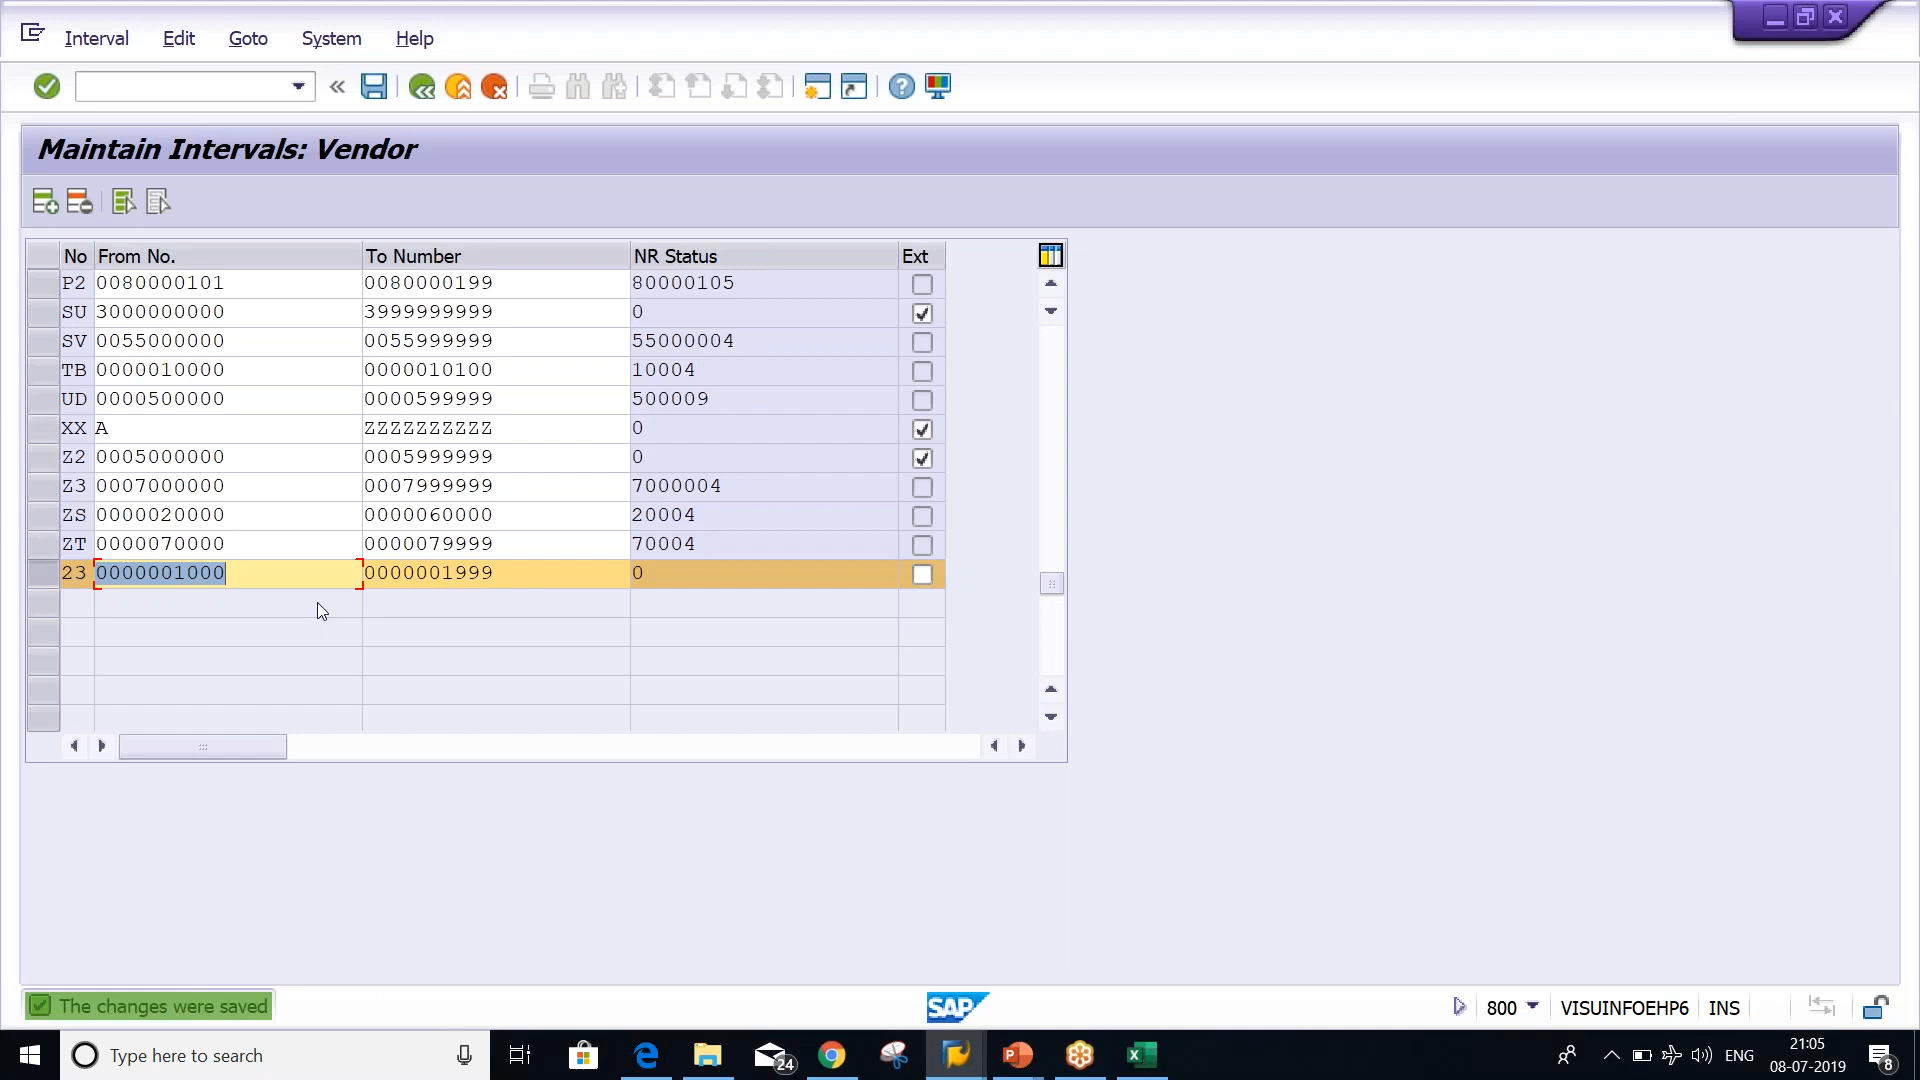 Interval Edit Goto System Help
Maintain Intervals: Vendor
No From No. To Number NR Status Ext
P2 0080000101 0080000199 80000105
SU 3000000000 3999999999 0
SV 0055000000 0055999999 55000004
TB 0000010000 0000010100 10004
UD 0000500000 0000599999 500009
XX A ZZZZZZZZZZ 0
Z2 0005000000 0005999999 0
Z3 0007000000 0007999999 7000004
ZS 0000020000 0000060000 20004
ZT 0000070000 0000079999 70004
23 0000001000 0000001999 0
The changes were saved
SAP
800 VISUINFOEHP6 INS
Type here to search
24
ENG
21:05
08-07-2019
8